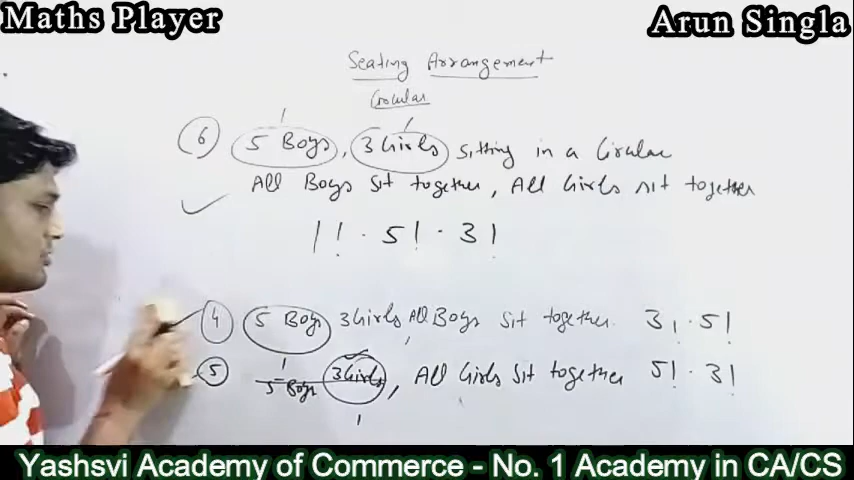 Maths Player
Arun Singla
Seating Arrangement
Circular
6 5 Boys, 3 Girls Sitting in a Circular
All Boys Sit together, All Girls sit together
1! . 5! . 3!
4 5 Boys 3 Girls All Boys Sit together. 3! . 5!
5 5 Boys 3 Girls, All Girls Sit together 5! . 3!
Yashsvi Academy of Commerce - No. 1 Academy in CA/CS